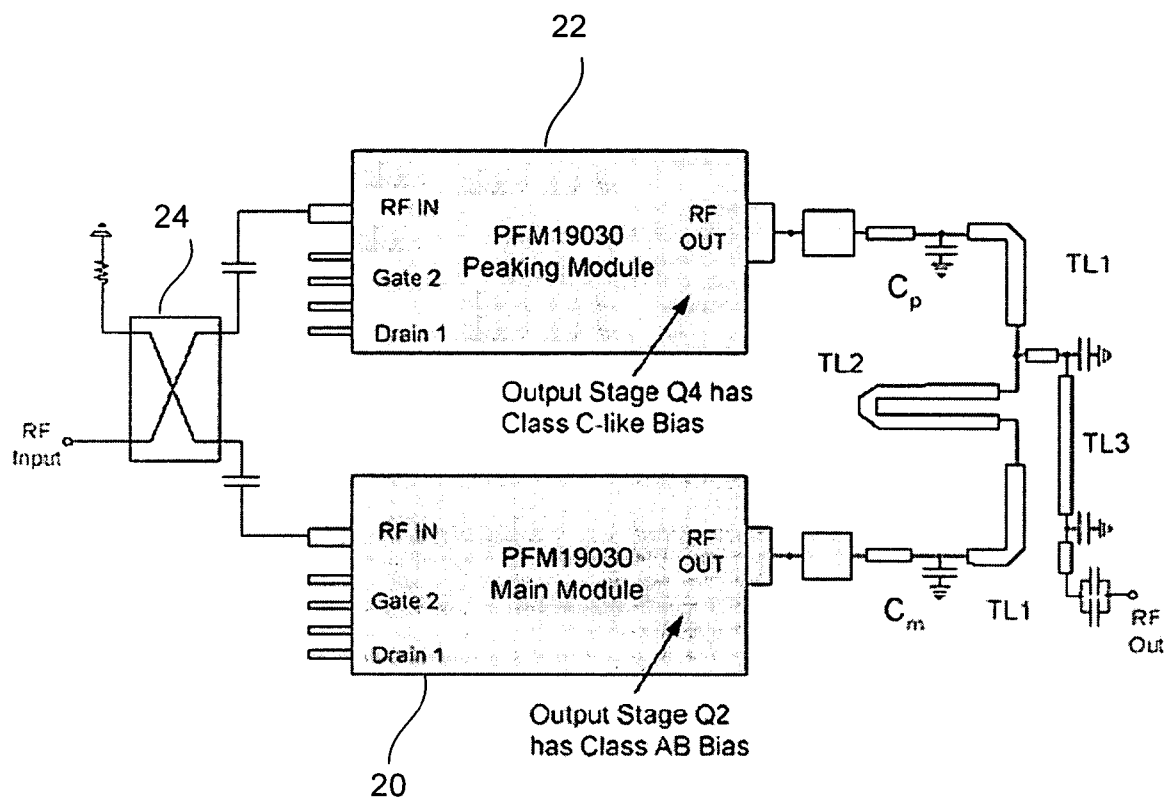 22
24
RF IN
Gate 2
Drain 1
PFM19030
Peaking Module
RF
OUT
Output Stage Q4 has
Class C-like Bias
Cp
TL1
TL2
TL3
RF
Input
RF IN
Gate 2
Drain 1
PFM19030
Main Module
RF
OUT
Output Stage Q2
has Class AB Bias
Cm
TL1
RF
Out
20